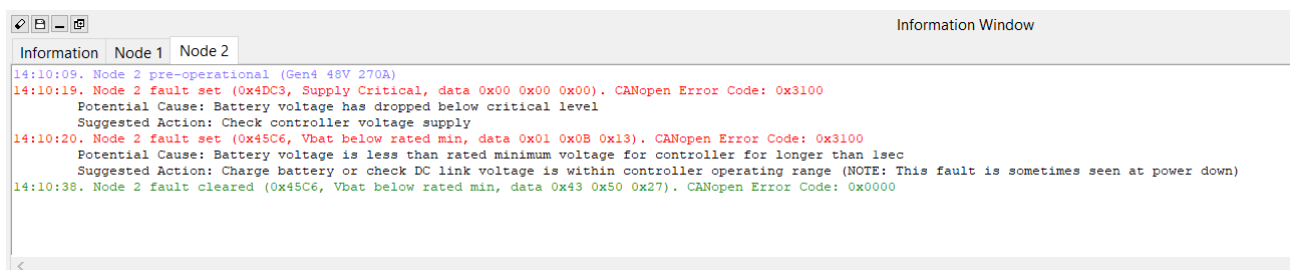 Information Window
Information Node 1 Node 2
14:10:09. Node 2 pre-operational (Gen4 48V 270A)
14:10:19. Node 2 fault set (0x4DC3, Supply Critical, data 0x00 0x00 0x00). CANopen Error Code: 0x3100
Potential Cause: Battery voltage has dropped below critical level
Suggested Action: Check controller voltage supply
14:10:20. Node 2 fault set (0x45C6, Vbat below rated min, data 0x01 0x0B 0x13). CANopen Error Code: 0x3100
Potential Cause: Battery voltage is less than rated minimum voltage for controller for longer than 1sec
Suggested Action: Charge battery or check DC link voltage is within controller operating range (NOTE: This fault is sometimes seen at power down)
14:10:38. Node 2 fault cleared (0x45C6, Vbat below rated min, data 0x43 0x50 0x27). CANopen Error Code: 0x0000